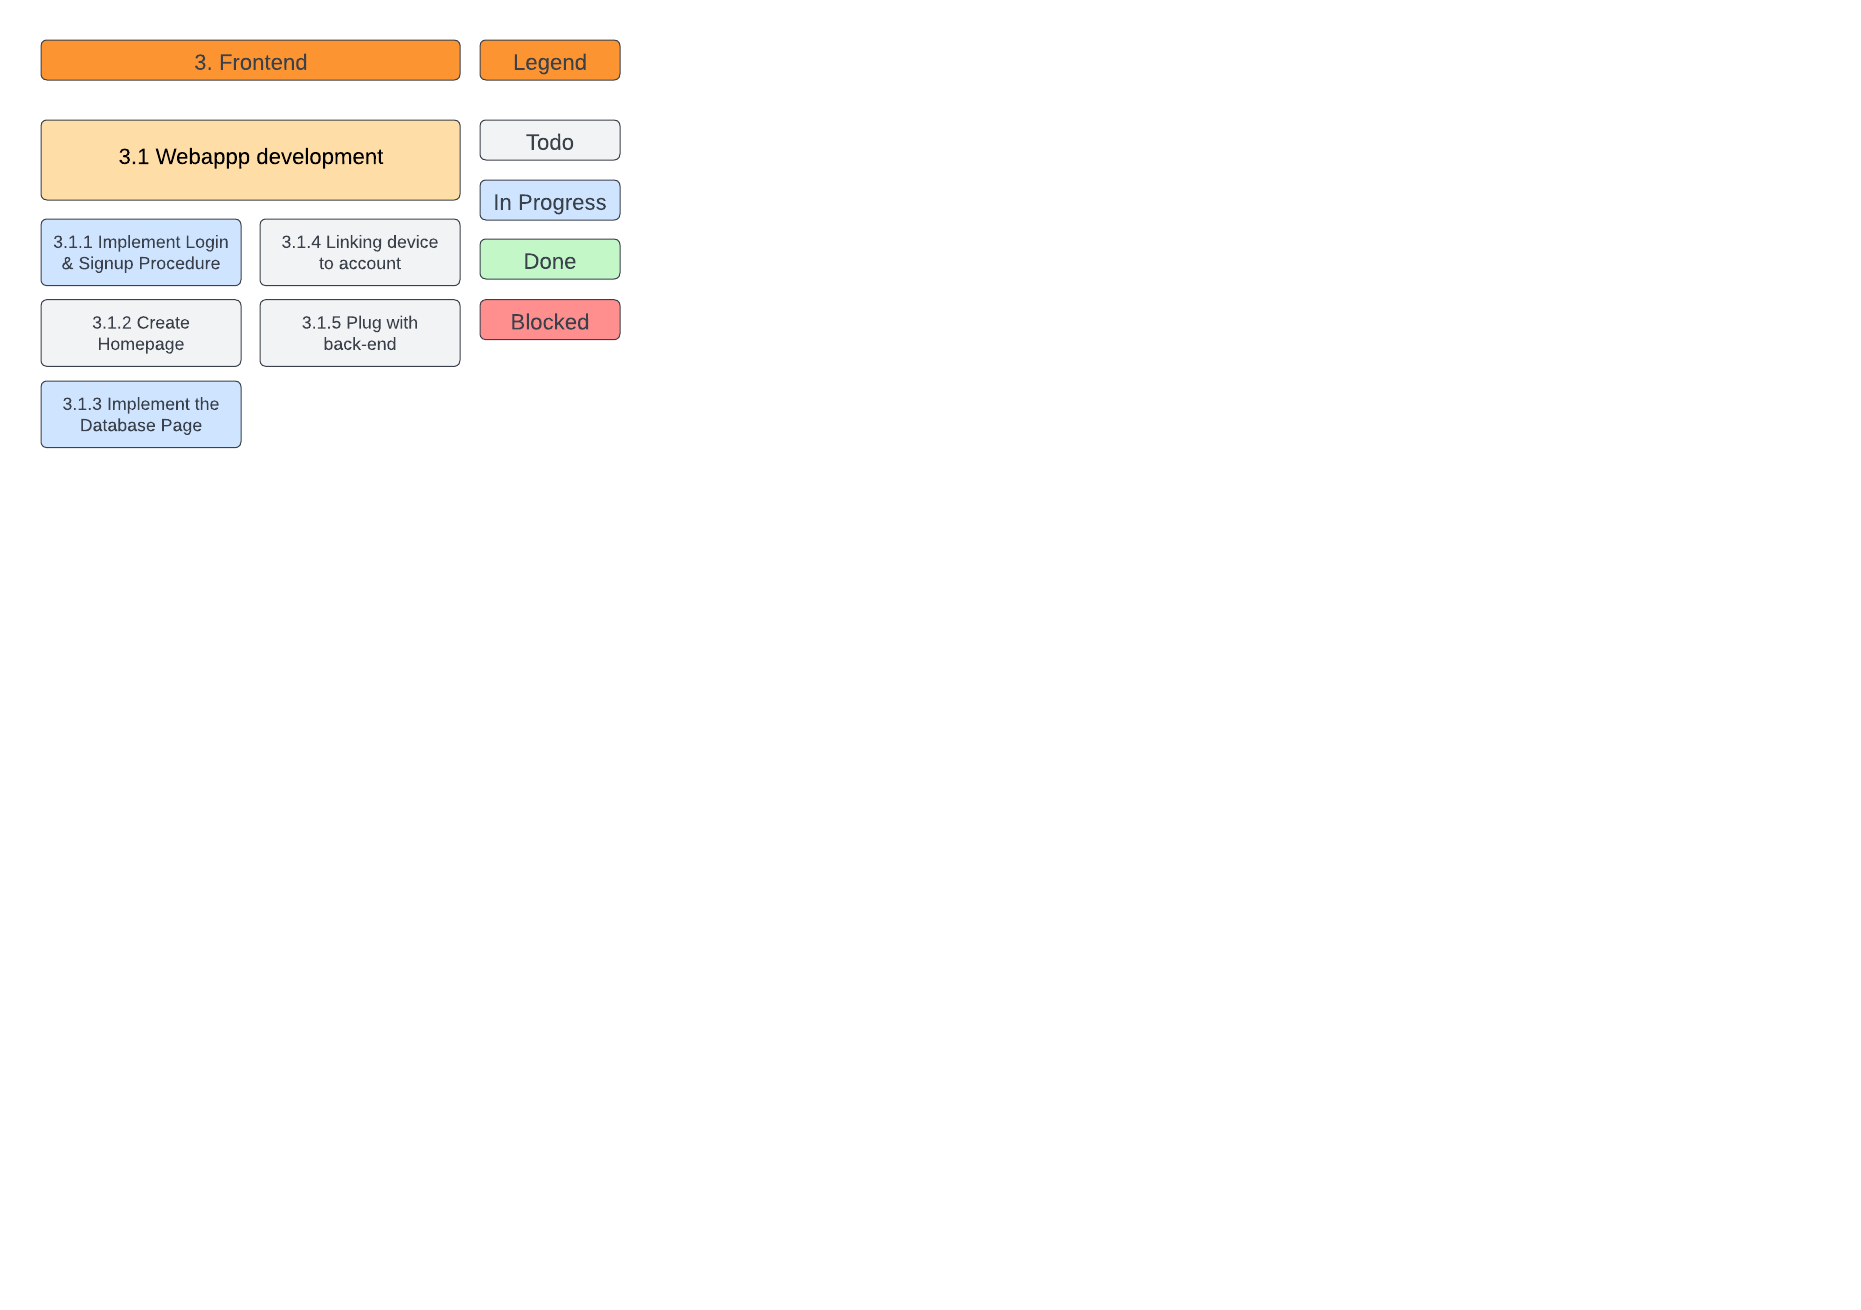 3. Frontend
Legend
3.1 Webappp development
Todo
In Progress
3.1.1 Implement Login
& Signup Procedure
3.1.4 Linking device
to account
Done
3.1.2 Create
Homepage
3.1.5 Plug with
back-end
Blocked
3.1.3 Implement the
Database Page